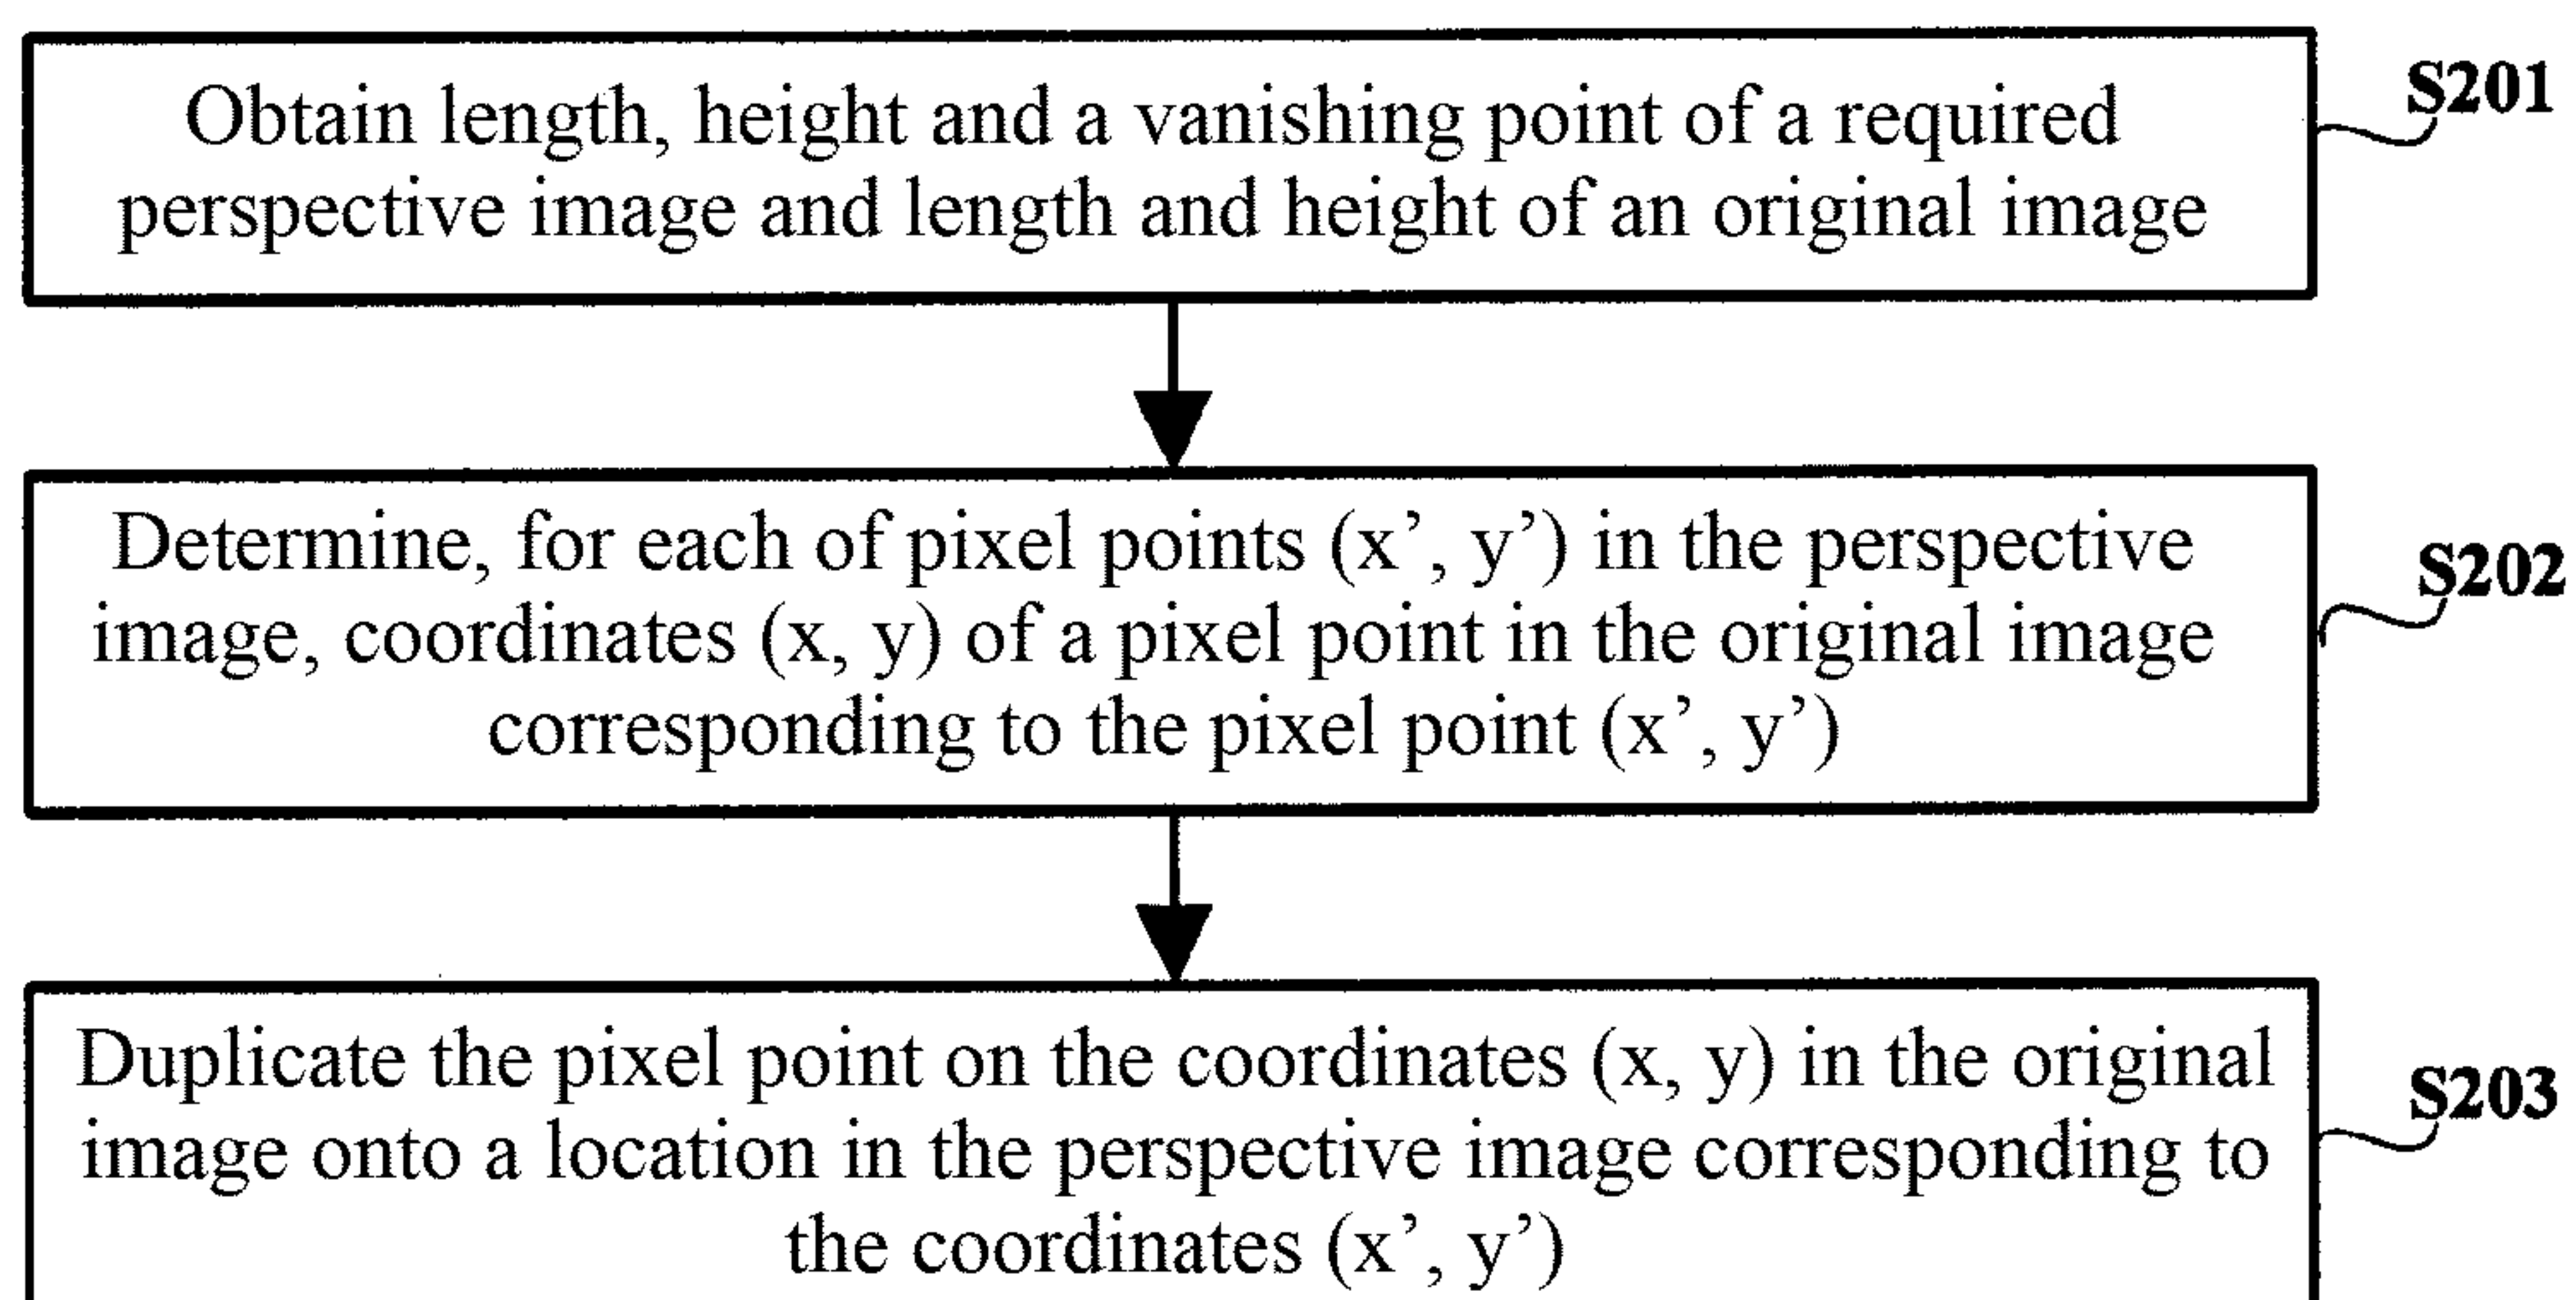 Obtain length, height and a vanishing point of a required
perspective image and length and height of an original image
S201
Determine, for each of pixel points (x’, y’) in the perspective
image, coordinates (x, y) of a pixel point in the original image
corresponding to the pixel point (x’, y’)
S202
Duplicate the pixel point on the coordinates (x, y) in the original
image onto a location in the perspective image corresponding to
the coordinates (x’, y’)
S203